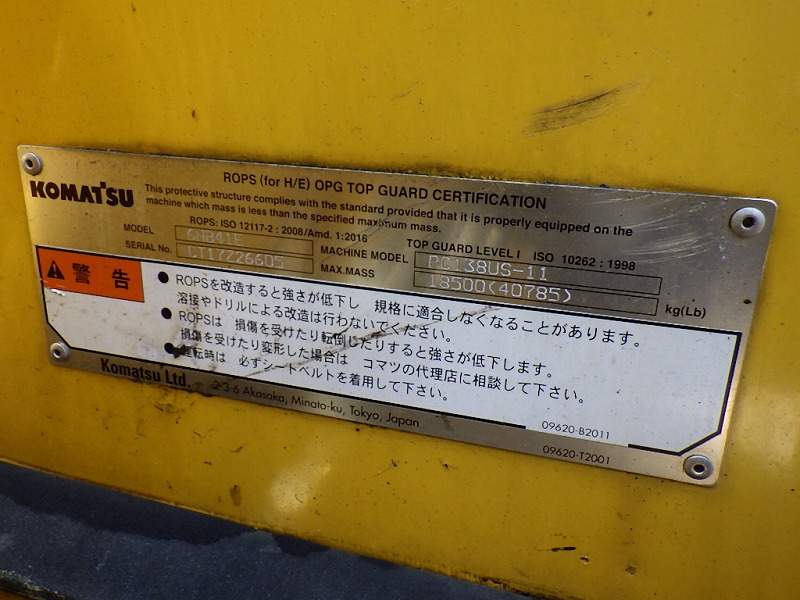 KOMATSU
ROPS (for H/E) OPG TOP GUARD CERTIFICATION
This protective structure complies with the standard provided that it is properly equipped on the
machine which mass is less than the specified maximum mass.
ROPS: ISO 12117-2 : 2008/Amd. 1:2016
TOP GUARD LEVEL I ISO 10262 : 1998
MODEL
MACHINE MODEL PC138US-11
SERIAL No. CT17Z26605
MAX.MASS 18500(40785) kg(Lb)
警告
● ROPSを改造すると強さが低下し 規格に適合しなくなることがあります。
溶接やドリルによる改造は行わないでください。
● ROPSは 損傷を受けたり転倒したりすると強さが低下します。
損傷を受けたり変形した場合は コマツの代理店に相談して下さい。
● 運転時は 必ずシートベルトを着用して下さい。
09620-B2011
Komatsu Ltd. 2-3-6 Akasaka, Minato-ku, Tokyo, Japan
09620-T2001